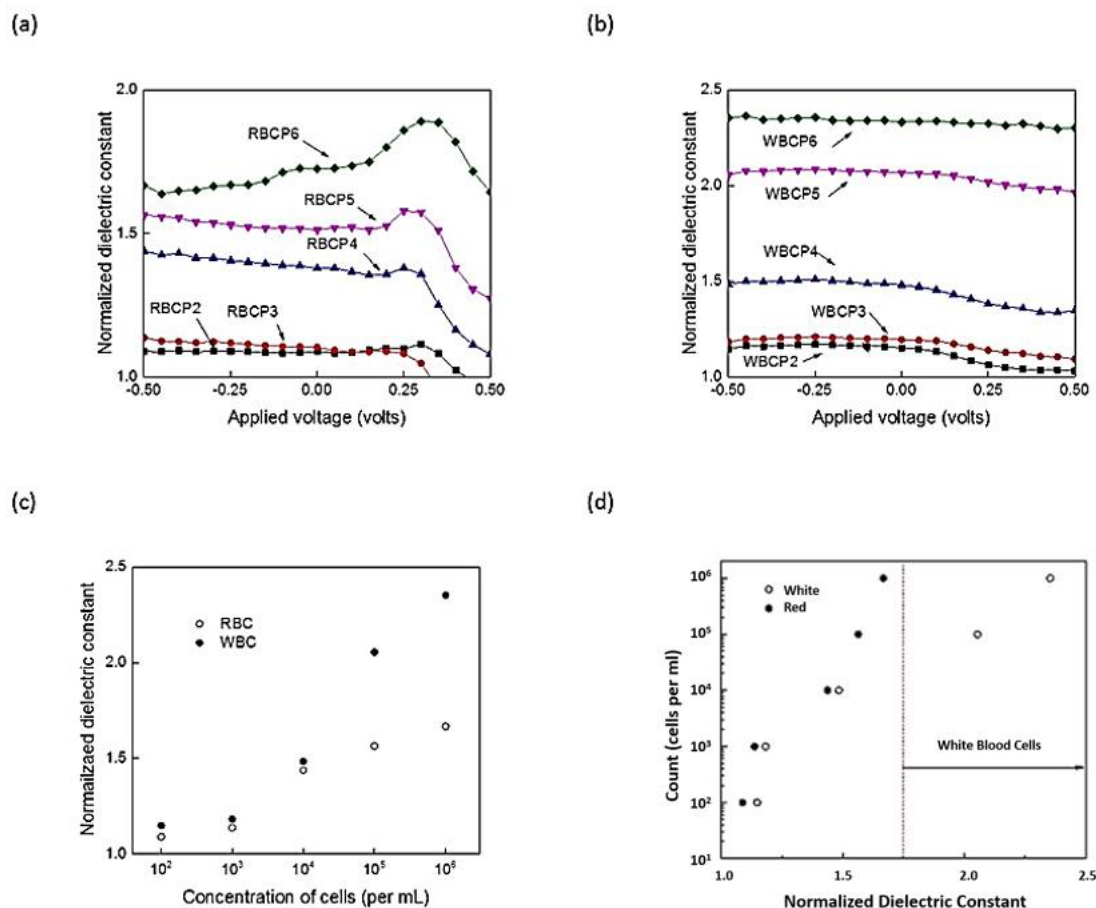 (a)
(b)
Normalized dielectric constant
2.0
1.5
1.0
RBCP6
RBCP5
RBCP4
RBCP2
RBCP3
-0.50
-0.25
0.00
0.25
0.50
Applied voltage (volts)
Normalized dielectric constant
2.5
2.0
1.5
1.0
WBCP6
WBCP5
WBCP4
WBCP3
WBCP2
-0.50
-0.25
0.00
0.25
0.50
Applied voltage (volts)
(c)
(d)
Normailzaed dielectric constant
2.5
2.0
1.5
1.0
RBC
WBC
10²
10³
10⁴
10⁵
10⁶
Concentration of cells (per mL)
Count (cells per ml)
10⁶
10⁵
10⁴
10³
10²
10¹
White
Red
White Blood Cells
1.0
1.5
2.0
2.5
Normalized Dielectric Constant